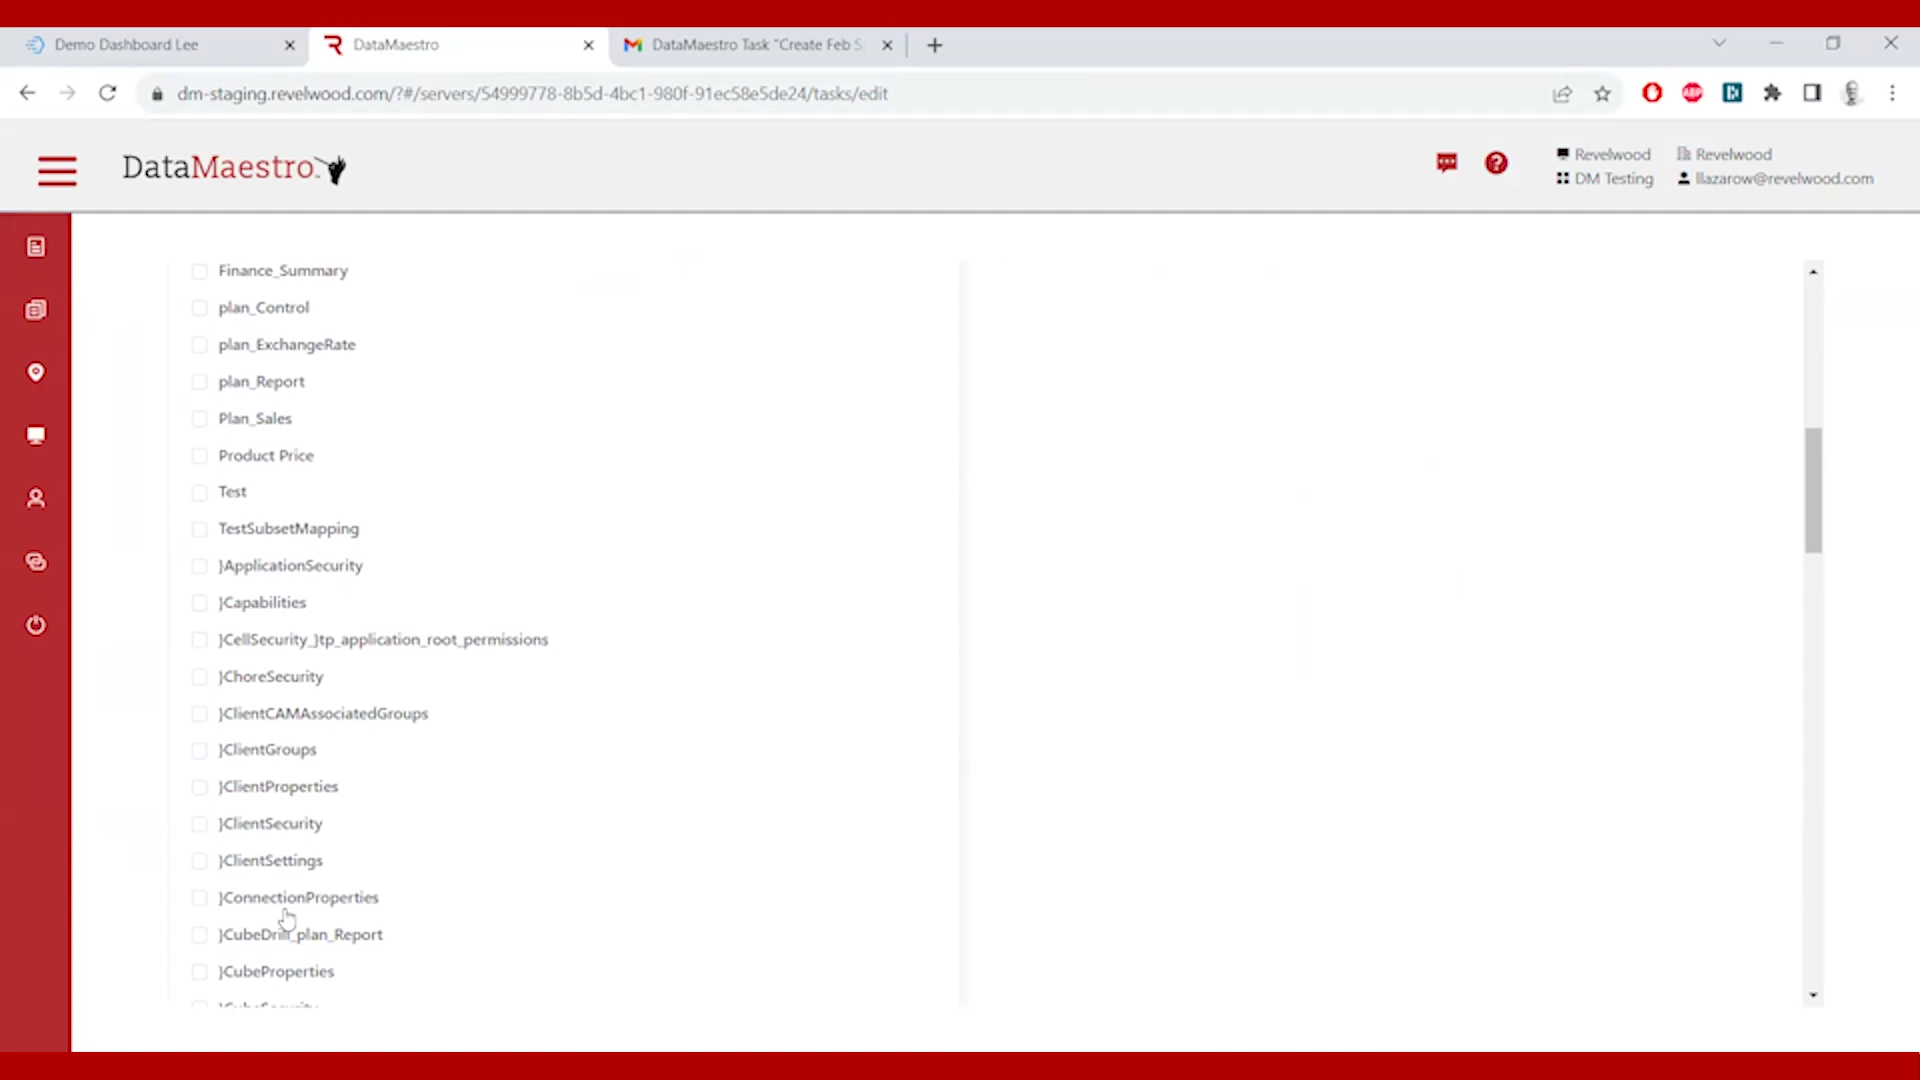 Demo Dashboard Lee
DataMaestro
DataMaestro Task "Create Feb S
dm-staging.revelwood.com/?#/servers/54999778-8b5d-4bc1-980f-91ec58e5de24/tasks/edit
DataMaestro
Revelwood
Revelwood
DM Testing
llazarow@revelwood.com
Finance_Summary
plan_Control
plan_ExchangeRate
plan_Report
Plan_Sales
Product Price
Test
TestSubsetMapping
}ApplicationSecurity
}Capabilities
}CellSecurity_}tp_application_root_permissions
}ChoreSecurity
}ClientCAMAssociatedGroups
}ClientGroups
}ClientProperties
}ClientSecurity
}ClientSettings
}ConnectionProperties
}CubeDrill_plan_Report
}CubeProperties
}CubeSecurity